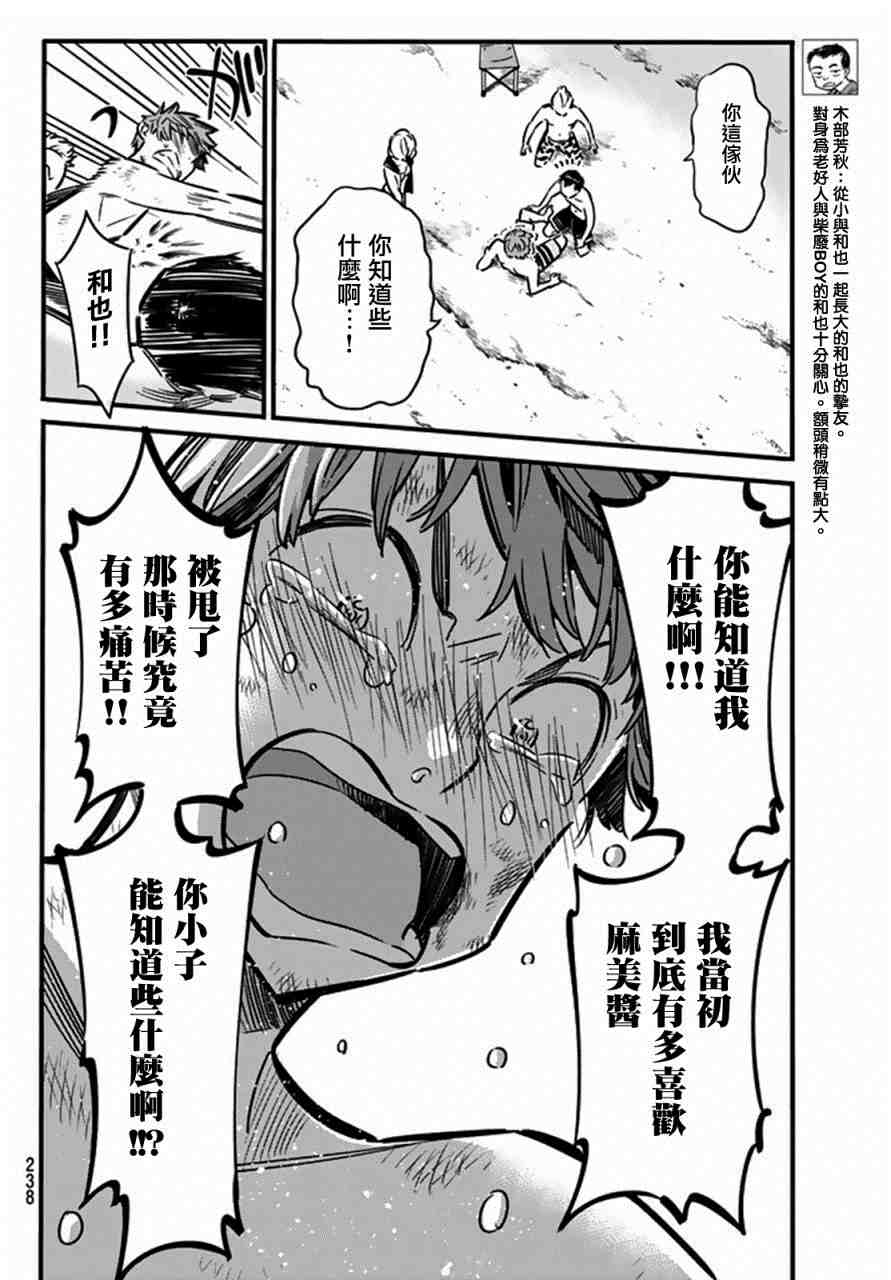 木部芳秋：從小與和也一起長大的和也的摯友。
對身爲老好人與柴廢BOY的和也十分關心。額頭稍微有點大。
你這傢伙
你知道些
什麼啊…!
和也!!
你能知道我
什麼啊!!!
我當初
到底有多喜歡
麻美醬
被甩了
那時候究竟
有多痛苦!!
你小子
能知道些什麼啊!!?
238